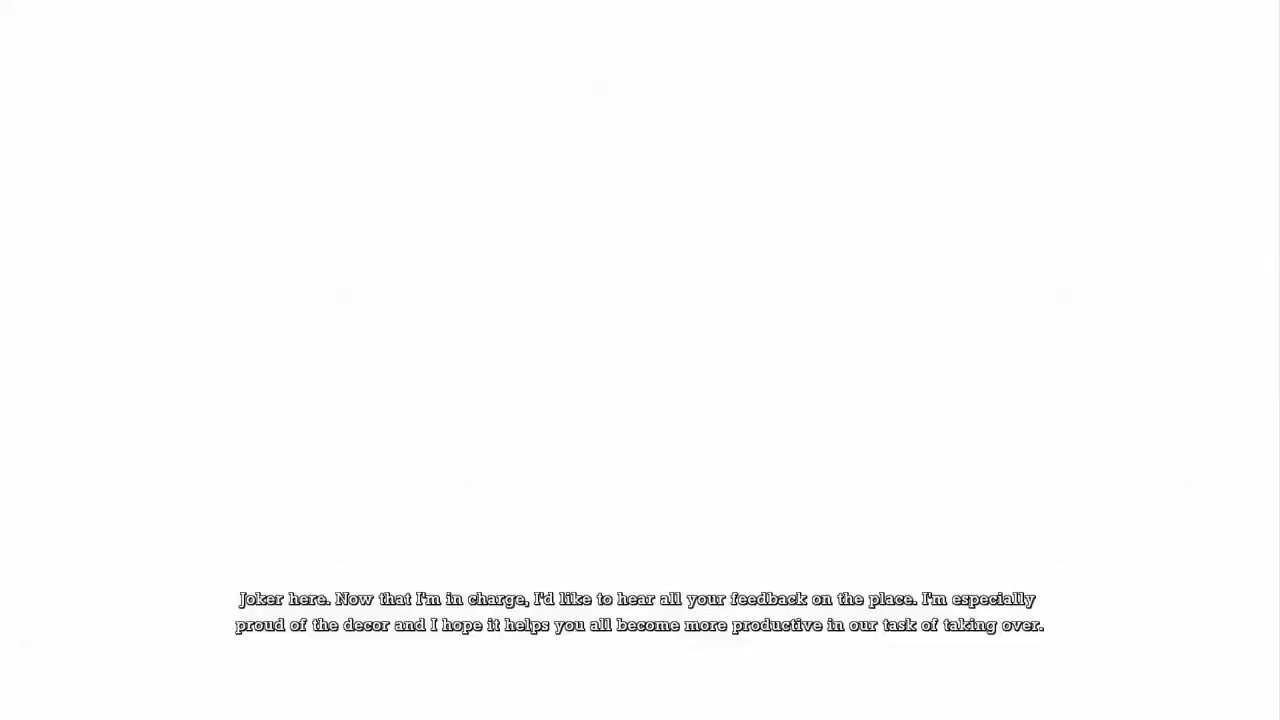 Joker here. Now that I'm in charge, I'd like to hear all your feedback on the place. I'm especially
proud of the decor and I hope it helps you all become more productive in our task of taking over.